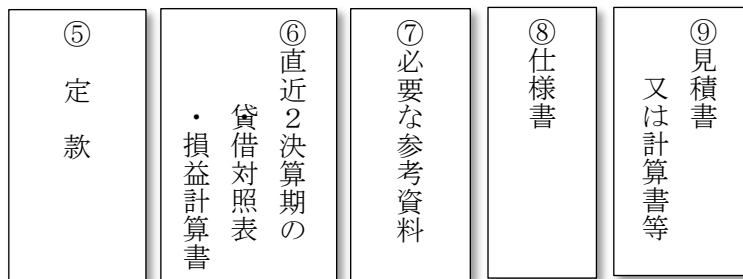 ⑤ 定 款
⑥直近２決算期の
・貸借対照表
・損益計算書
⑦必要な参考資料
⑧仕様書
⑨見積書
又は計算書等